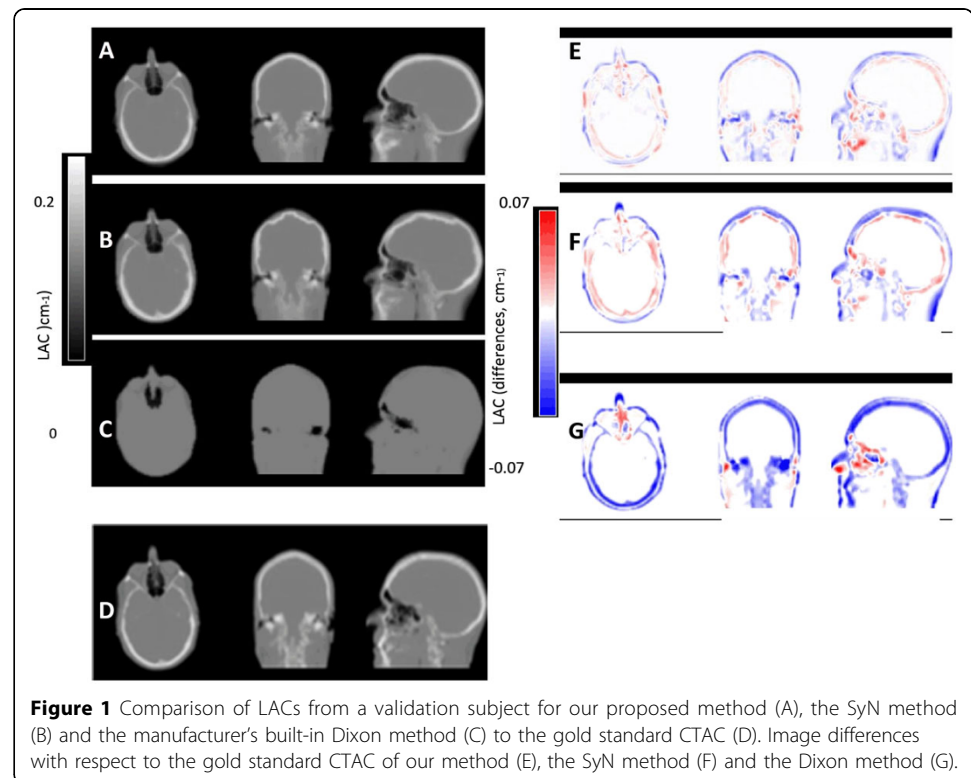 A
E
0.2
0.07
B
F
LAC )cm-1)
LAC (differences, cm-1)
0
C
G
-0.07
D
Figure 1 Comparison of LACs from a validation subject for our proposed method (A), the SyN method
(B) and the manufacturer's built-in Dixon method (C) to the gold standard CTAC (D). Image differences
with respect to the gold standard CTAC of our method (E), the SyN method (F) and the Dixon method (G).